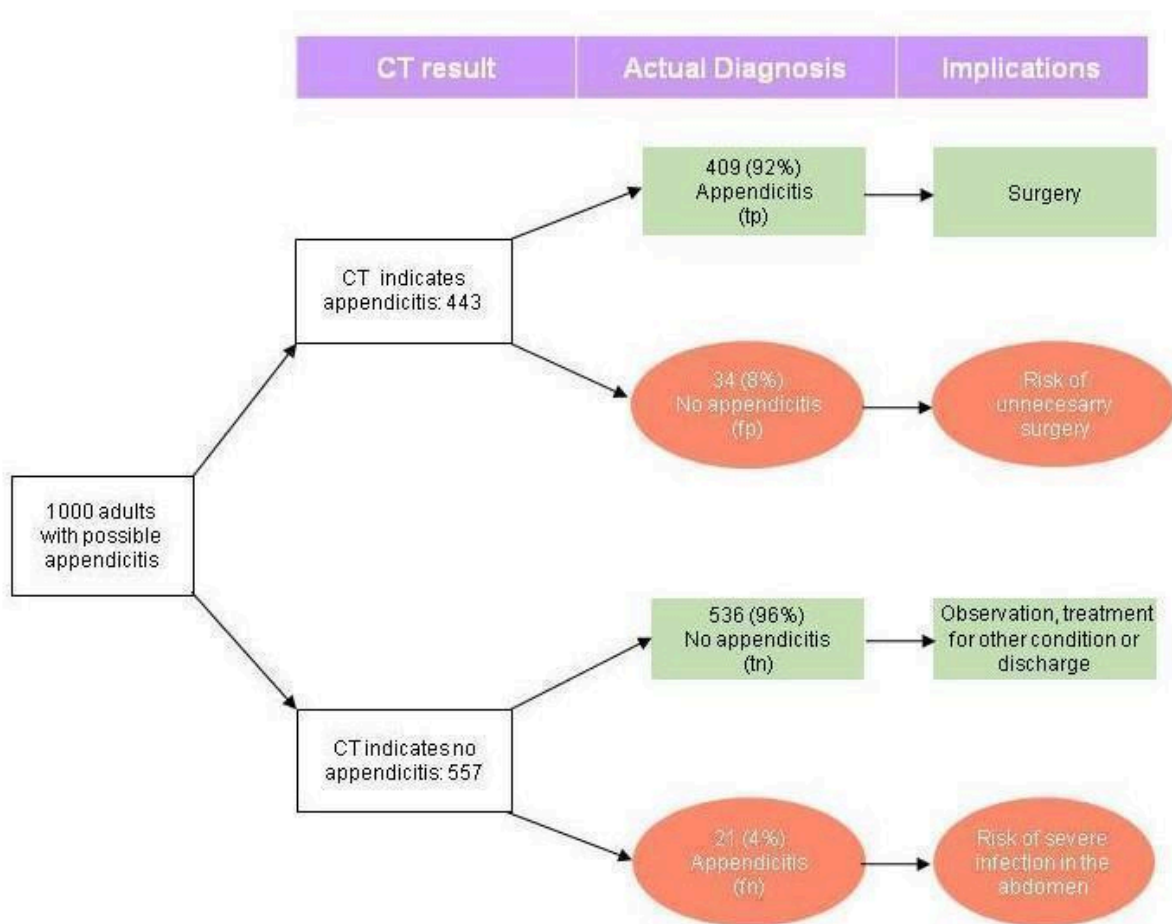 CT result
Actual Diagnosis
Implications
409 (92%)
Appendicitis
(tp)
Surgery
CT indicates
appendicitis: 443
34 (8%)
No appendicitis
(fp)
Risk of
unnecesarry
surgery
1000 adults
with possible
appendicitis
536 (96%)
No appendicitis
(tn)
Observation, treatment
for other condition or
discharge
CT indicates no
appendicitis: 557
21 (4%)
Appendicitis
(fn)
Risk of severe
infection in the
abdomen